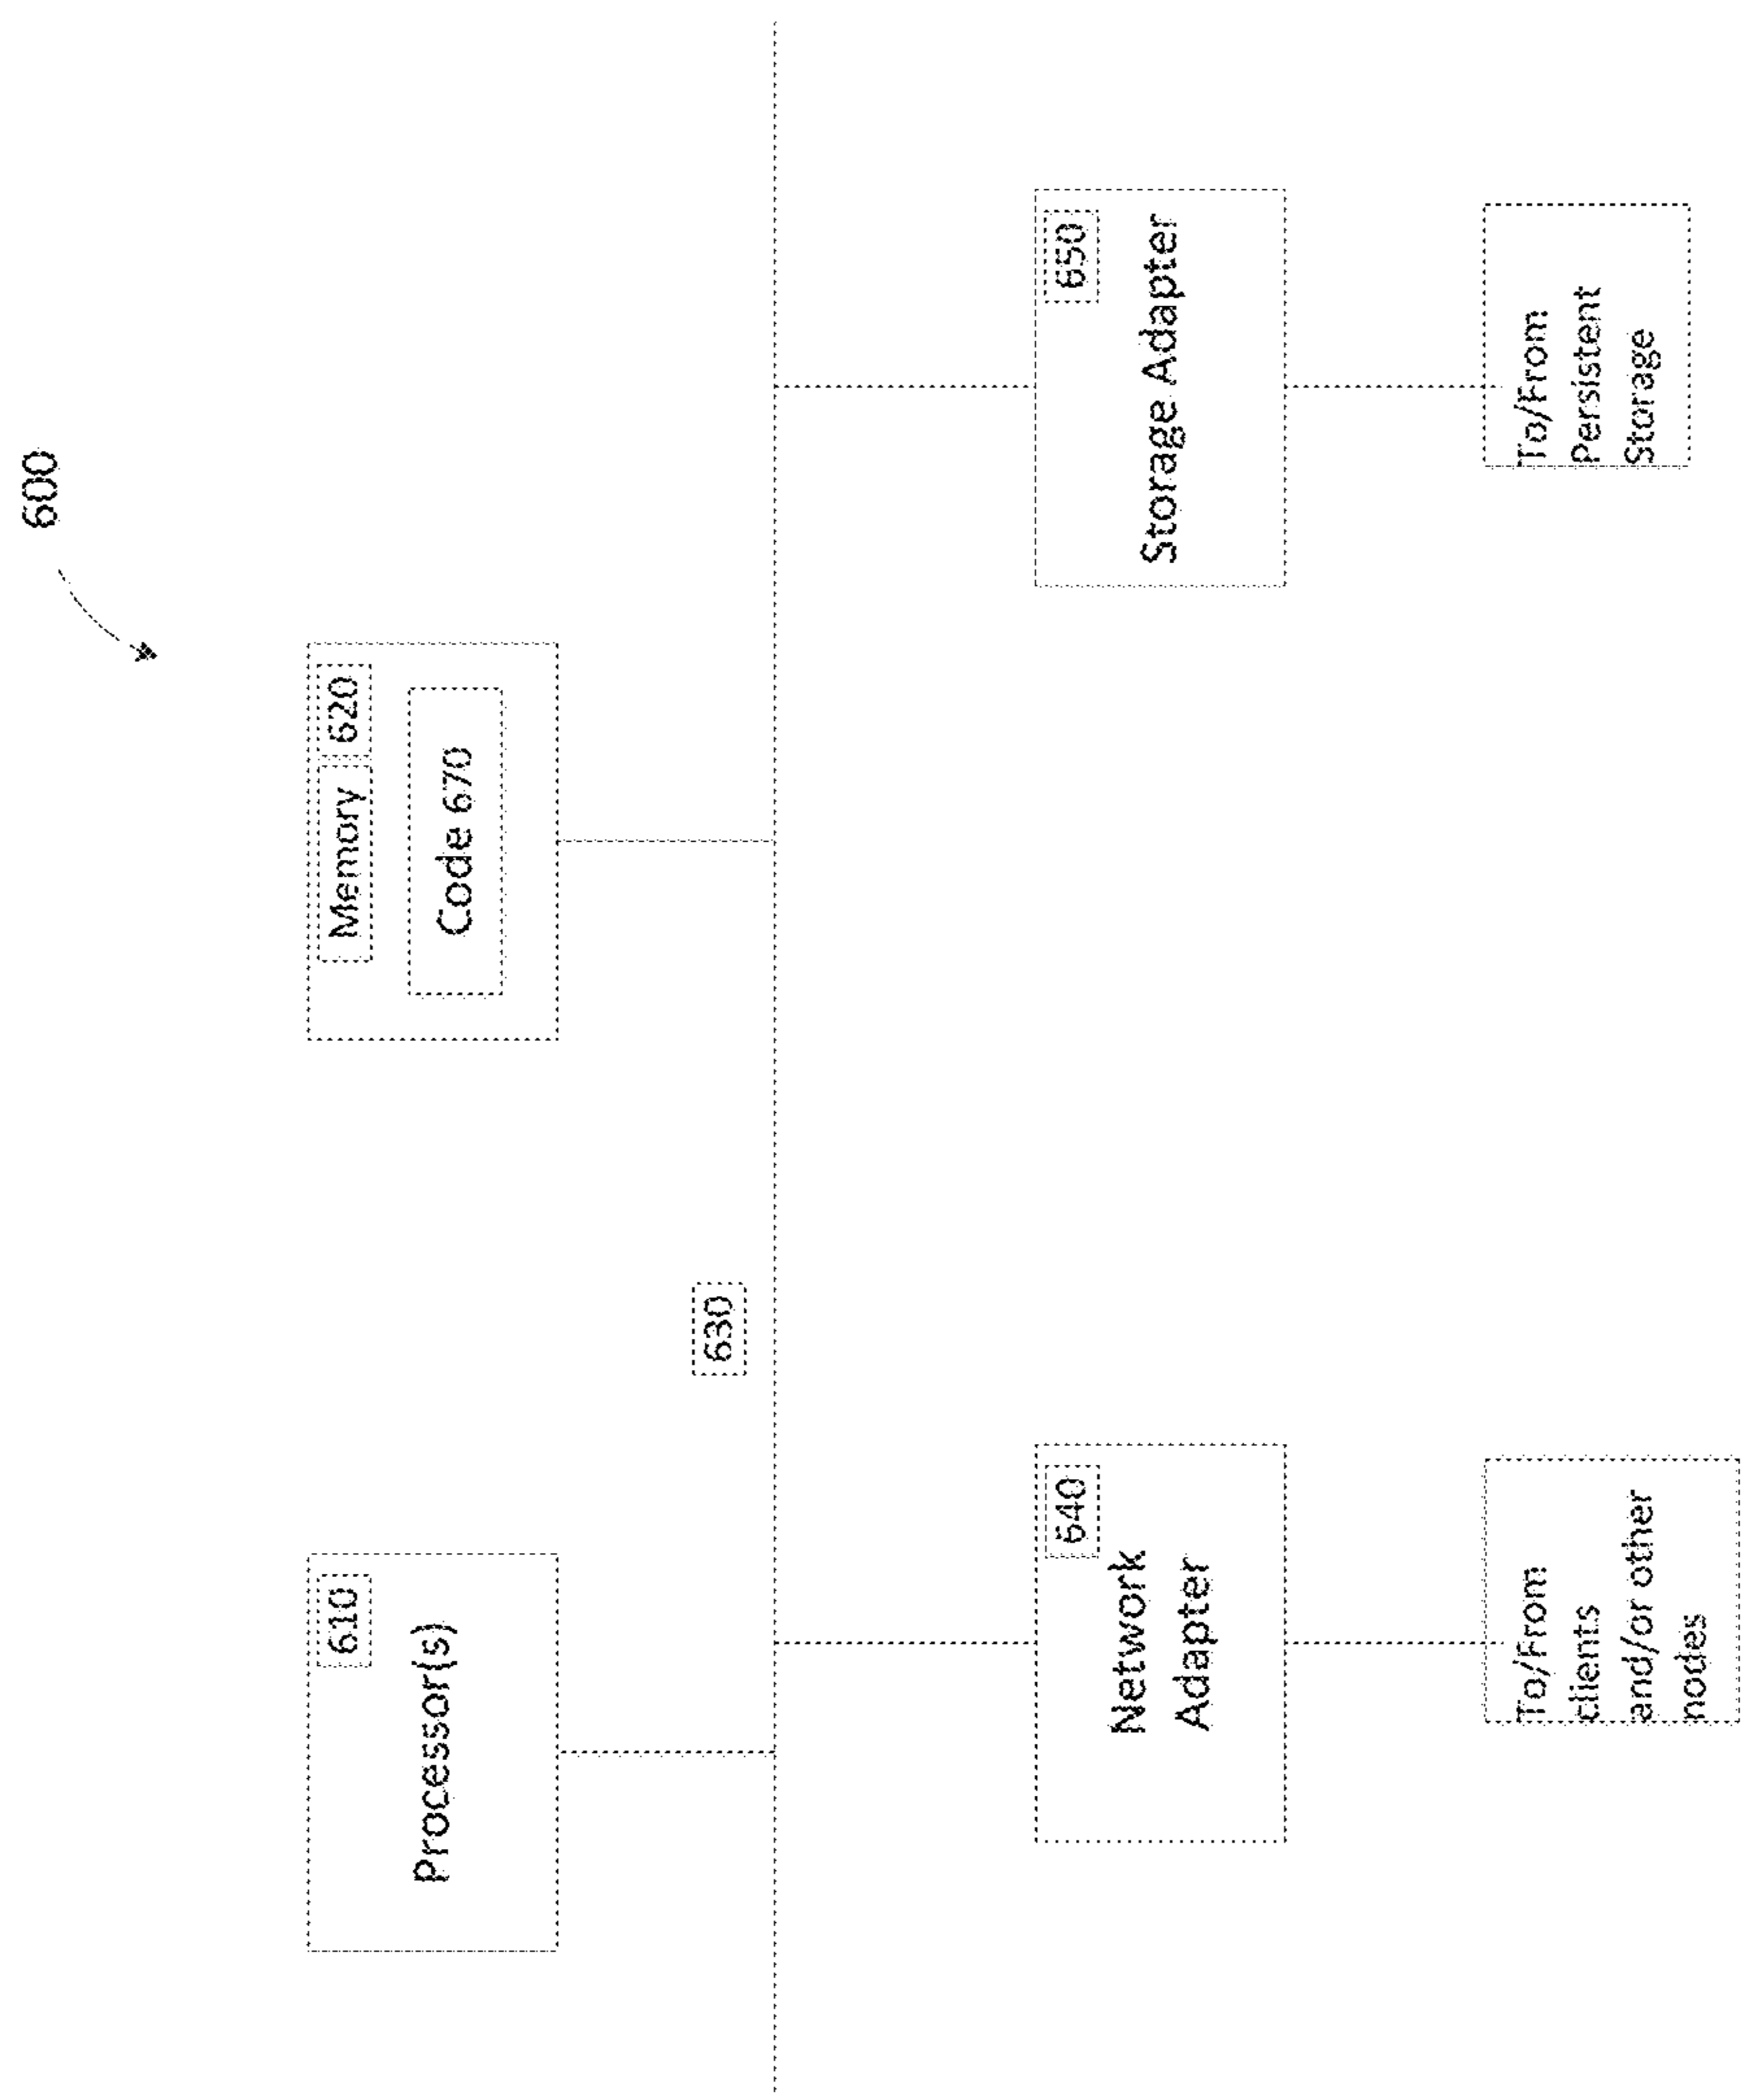 600
610
Processor(s)
Memory 620
Code 670
630
640
Network
Adapter
650
Storage Adapter
To/From
clients
and/or other
nodes
To/From
Persistent
Storage